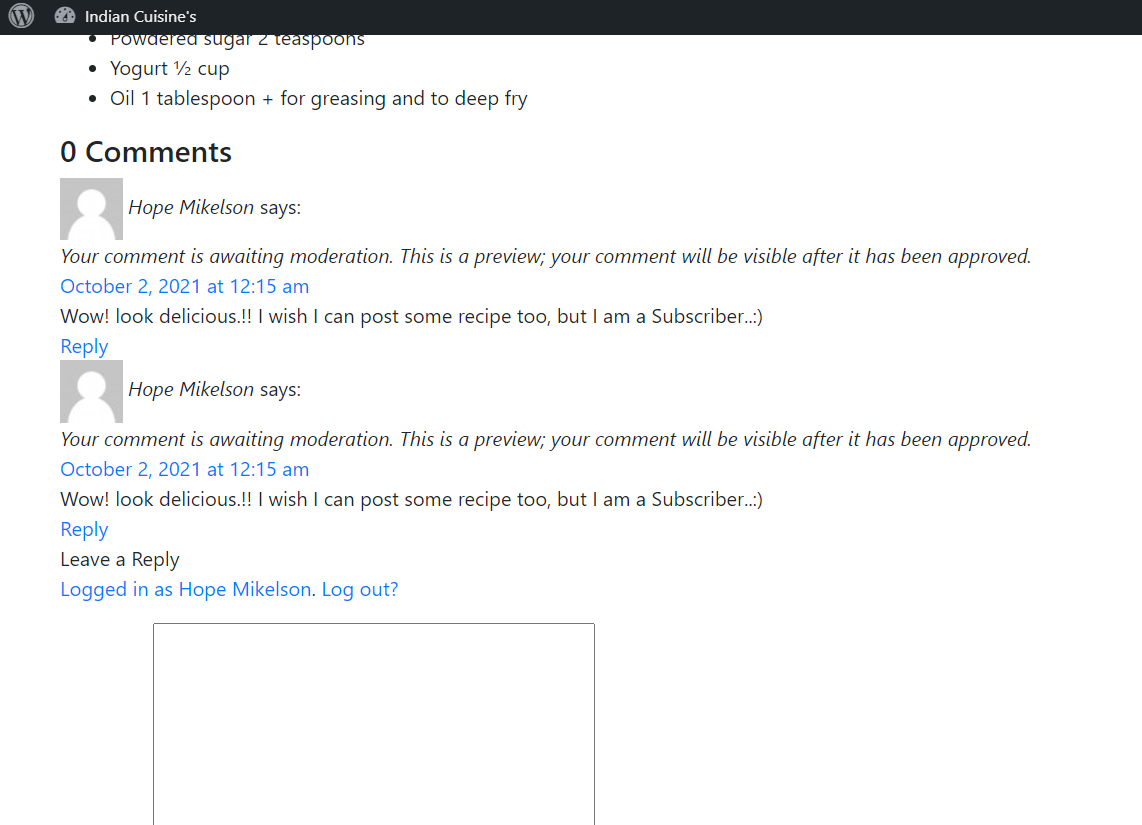 Indian Cuisine's
Powdered sugar 2 teaspoons
Yogurt ½ cup
Oil 1 tablespoon + for greasing and to deep fry
0 Comments
Hope Mikelson says:
Your comment is awaiting moderation. This is a preview; your comment will be visible after it has been approved.
October 2, 2021 at 12:15 am
Wow! look delicious.!! I wish I can post some recipe too, but I am a Subscriber..:)
Reply
Hope Mikelson says:
Your comment is awaiting moderation. This is a preview; your comment will be visible after it has been approved.
October 2, 2021 at 12:15 am
Wow! look delicious.!! I wish I can post some recipe too, but I am a Subscriber..:)
Reply
Leave a Reply
Logged in as Hope Mikelson. Log out?